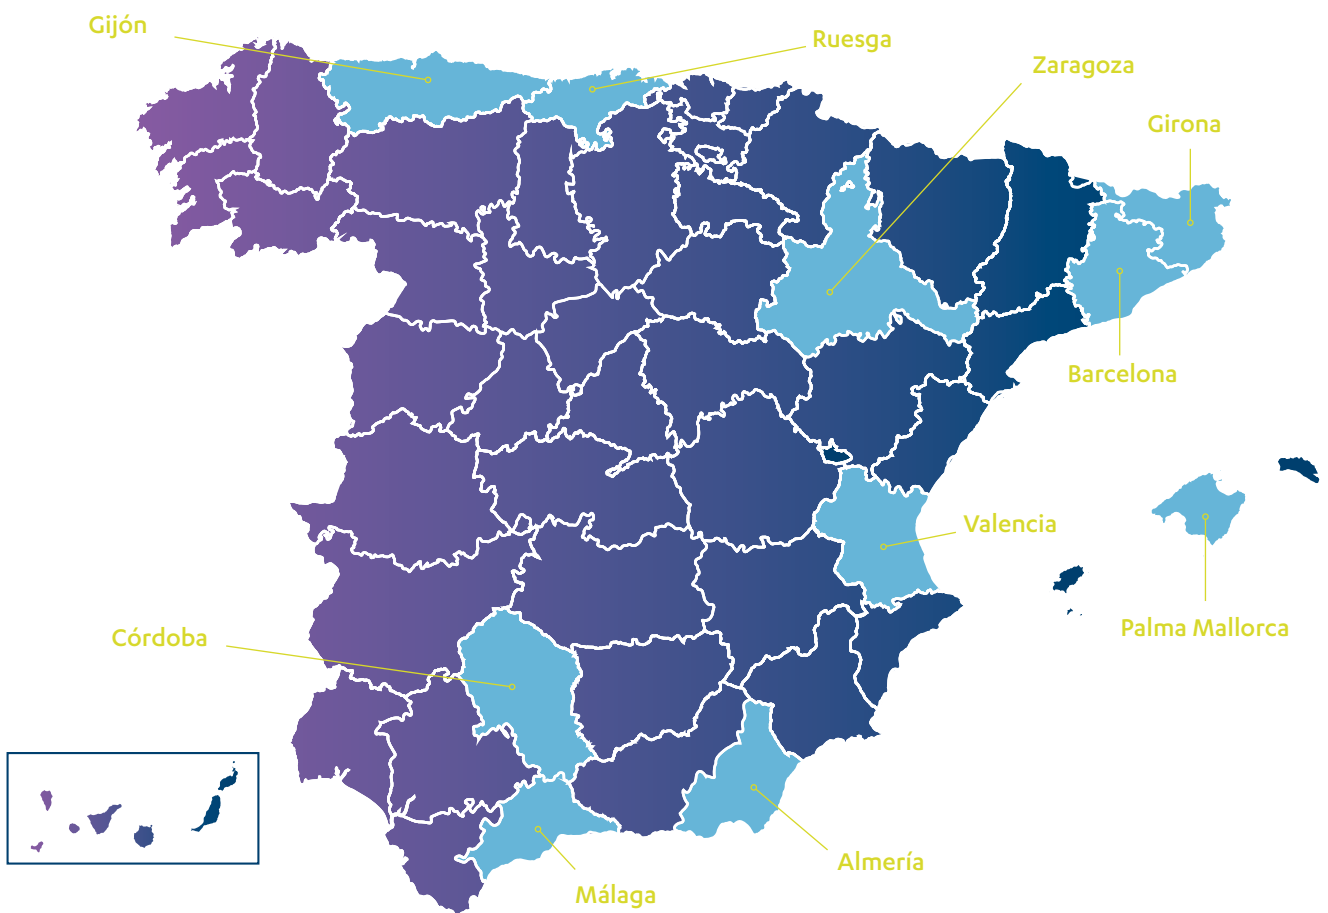 Gijón
Ruesga
Zaragoza
Girona
Barcelona
Valencia
Palma Mallorca
Córdoba
Almería
Málaga